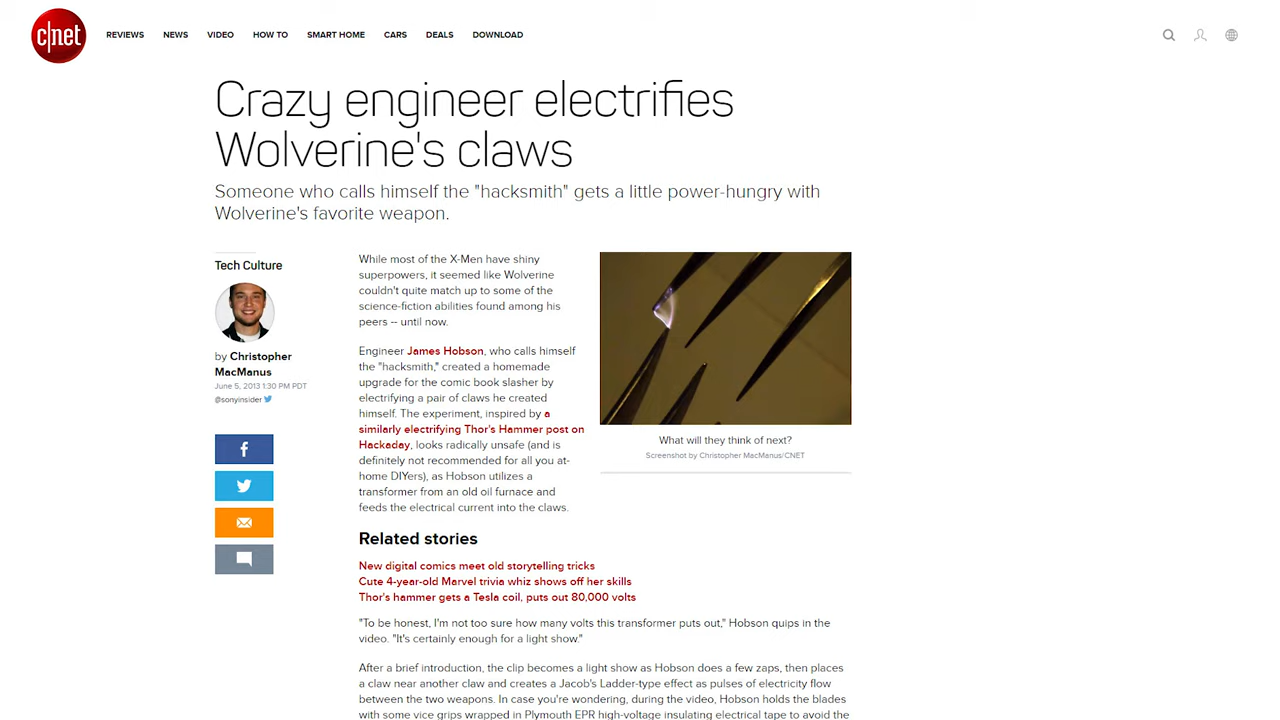 c|net
REVIEWS NEWS VIDEO HOW TO SMART HOME CARS DEALS DOWNLOAD
Crazy engineer electrifies
Wolverine's claws
Someone who calls himself the "hacksmith" gets a little power-hungry with
Wolverine's favorite weapon.
Tech Culture
by Christopher
MacManus
June 5, 2013 1:30 PM PDT
@sonyinsider
While most of the X-Men have shiny
superpowers, it seemed like Wolverine
couldn't quite match up to some of the
science-fiction abilities found among his
peers -- until now.
Engineer James Hobson, who calls himself
the "hacksmith," created a homemade
upgrade for the comic book slasher by
electrifying a pair of claws he created
himself. The experiment, inspired by a
similarly electrifying Thor's Hammer post on
Hackaday, looks radically unsafe (and is
definitely not recommended for all you at-
home DIYers), as Hobson utilizes a
transformer from an old oil furnace and
feeds the electrical current into the claws.
What will they think of next?
Screenshot by Christopher MacManus/CNET
Related stories
New digital comics meet old storytelling tricks
Cute 4-year-old Marvel trivia whiz shows off her skills
Thor's hammer gets a Tesla coil, puts out 80,000 volts
"To be honest, I'm not too sure how many volts this transformer puts out," Hobson quips in the
video. "It's certainly enough for a light show."
After a brief introduction, the clip becomes a light show as Hobson does a few zaps, then places
a claw near another claw and creates a Jacob's Ladder-type effect as pulses of electricity flow
between the two weapons. In case you're wondering, during the video, Hobson holds the blades
with some vice grips wrapped in Plymouth EPR high-voltage insulating electrical tape to avoid the